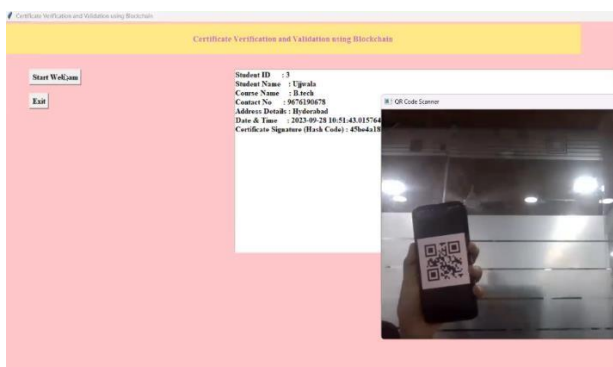 Certificate Verification and Validation using Blockchain
Certificate Verification and Validation using Blockchain
Start WebCam
Exit
Student ID : 3
Student Name : Ujjwala
Course Name : B.tech
Contact No : 9676190678
Address Details : Hyderabad
Date & Time : 2023-09-28 10:51:43.015764
Certificate Signature (Hash Code) : 45be4a18
QR Code Scanner